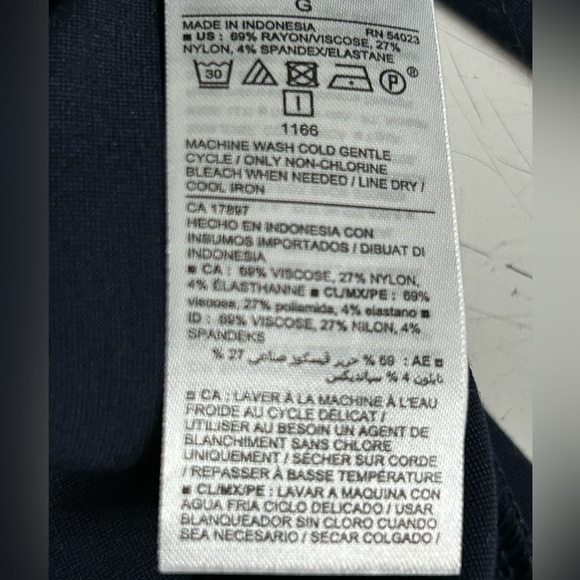 G
MADE IN INDONESIA RN 54023
■ US : 69% RAYON/VISCOSE, 27%
NYLON, 4% SPANDEX/ELASTANE
30 P ®
I
1166
MACHINE WASH COLD GENTLE
CYCLE / ONLY NON-CHLORINE
BLEACH WHEN NEEDED / LINE DRY /
COOL IRON
CA 17897
HECHO EN INDONESIA CON
INSUMOS IMPORTADOS / DIBUAT DI
INDONESIA
■ CA : 69% VISCOSE, 27% NYLON,
4% ÉLASTHANNE ■ CL/MX/PE : 69%
viscosa, 27% poliamida, 4% elastano ■
ID : 69% VISCOSE, 27% NILON, 4%
SPANDEKS
■ AE : 69 % حرير فيسكوز صناعي 27 %
نايلون 4 % سباندیكس
■ CA : LAVER À LA MACHINE À L'EAU
FROIDE AU CYCLE DÉLICAT /
UTILISER AU BESOIN UN AGENT DE
BLANCHIMENT SANS CHLORE
UNIQUEMENT / SÉCHER SUR CORDE
/ REPASSER À BASSE TEMPÉRATURE
■ CL/MX/PE : LAVAR A MAQUINA CON
AGUA FRIA CICLO DELICADO / USAR
BLANQUEADOR SIN CLORO CUANDO
SEA NECESARIO / SECAR COLGADO /